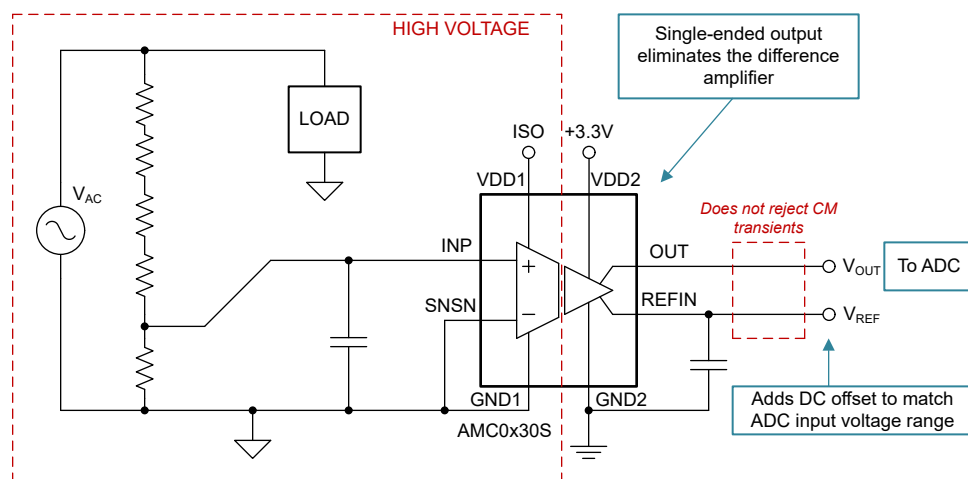 HIGH VOLTAGE
Single-ended output
eliminates the difference
amplifier
LOAD
ISO
+3.3V
VDD1
VDD2
VAC
Does not reject CM
transients
INP
OUT
VOUT
To ADC
SNSN
REFIN
VREF
GND1
GND2
AMC0x30S
Adds DC offset to match
ADC input voltage range